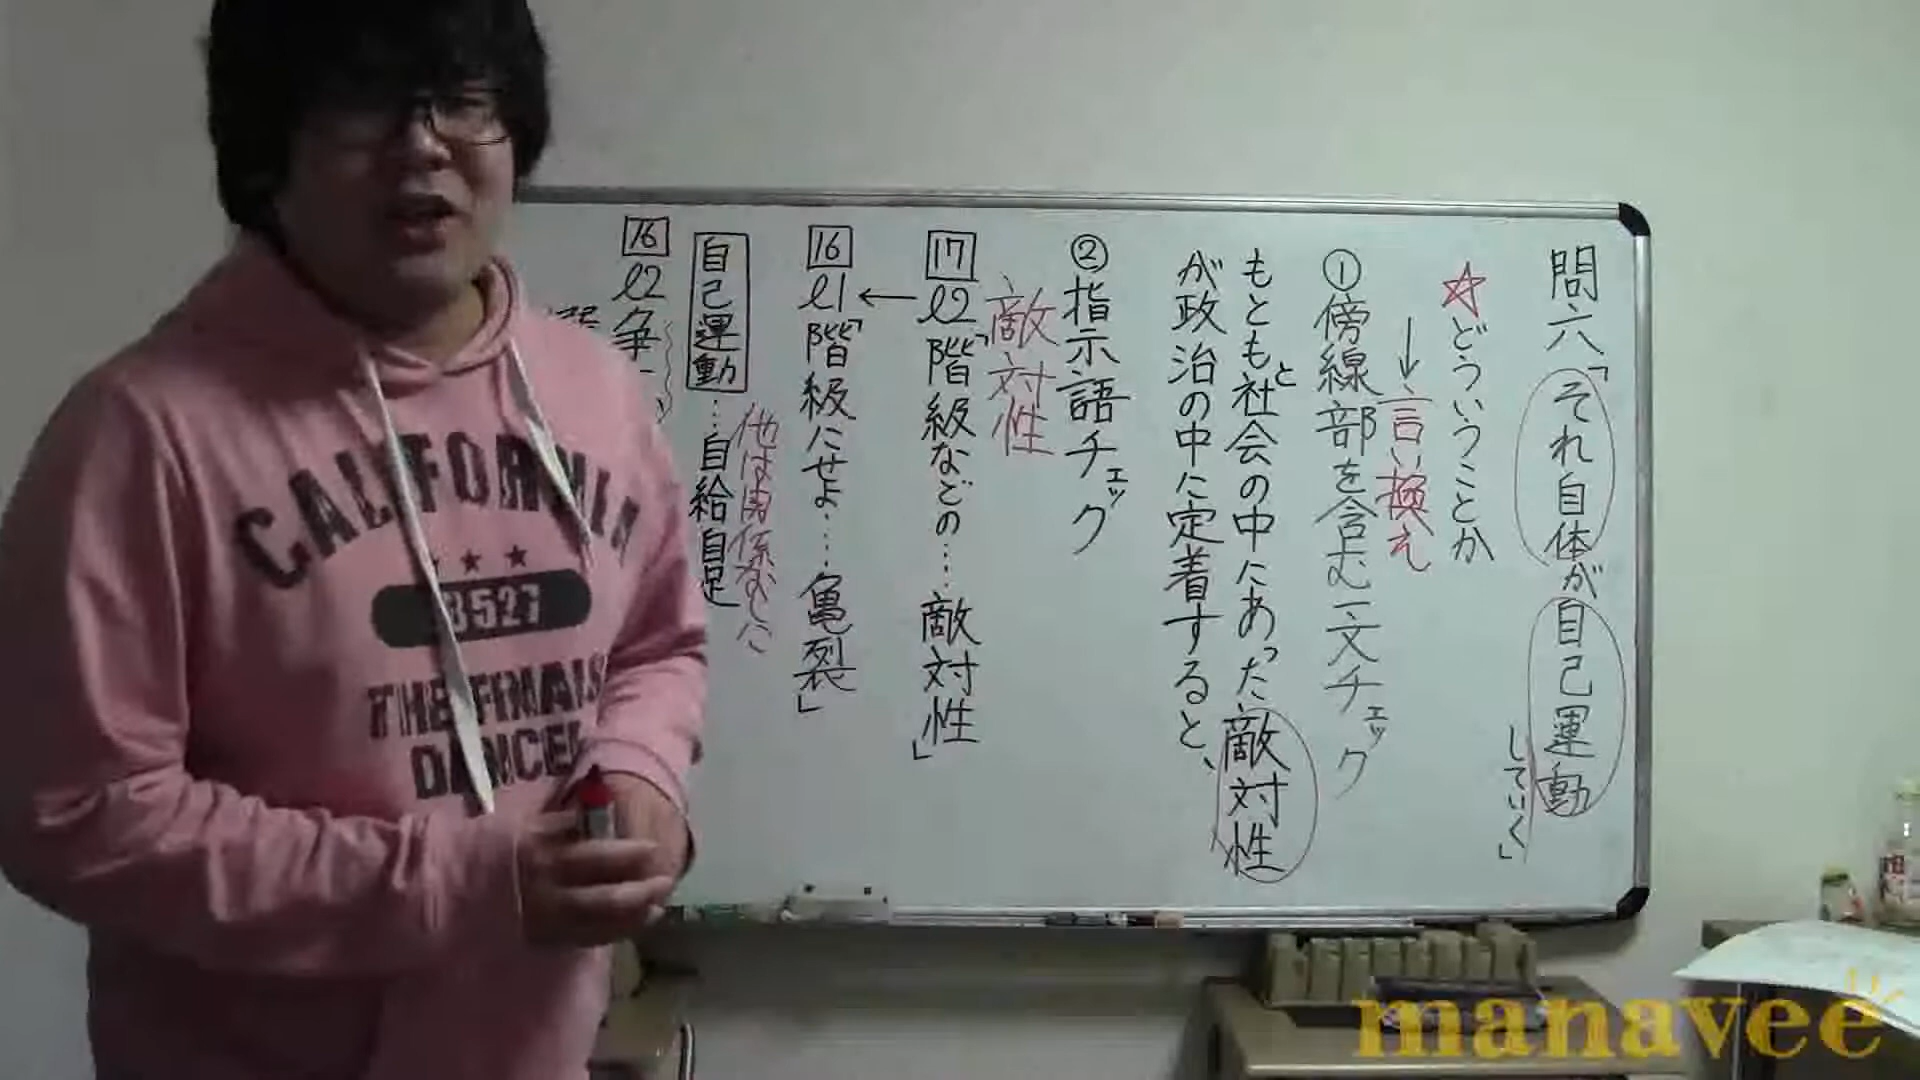 問六「それ自体が自己運動
していく」
☆どういうことか
→言い換え
①傍線部を含む一文チェック
もともと社会の中にあった敵対性
が政治の中に定着すると、
②指示語チェック
敵対性
17 l2「階級などの……敵対性」
←
16 l1「階級にせよ……亀裂」
自己運動…自給自足
他は関係なしに
16 l2争
CALIFORNIA
8527
THE FINALS
DANCE
manavee